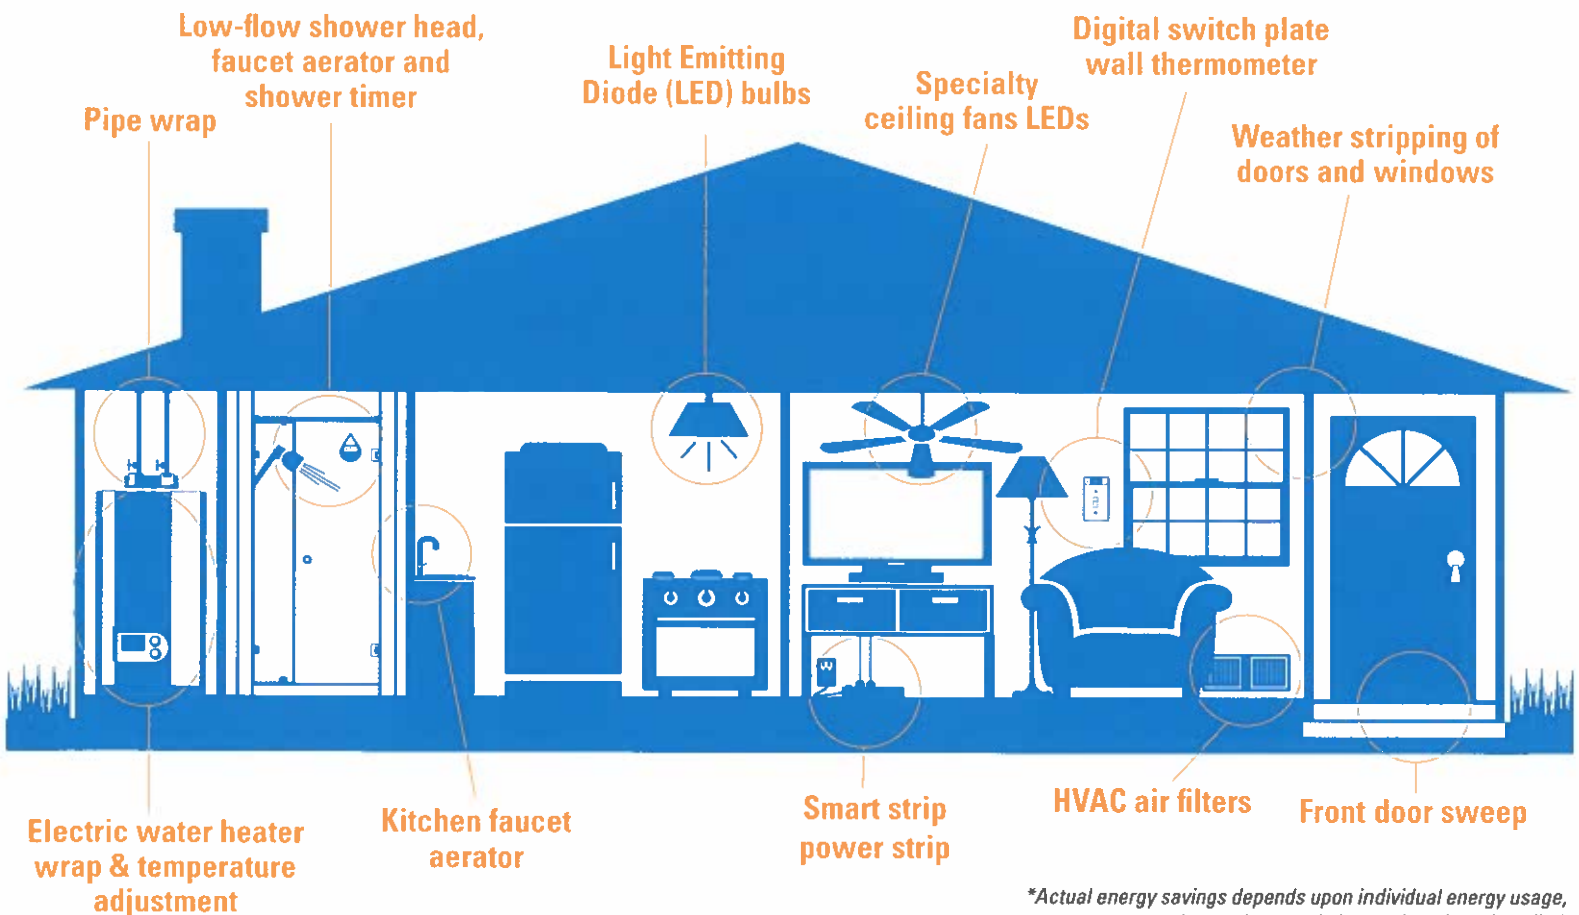 Low-flow shower head,
faucet aerator and
shower timer
Pipe wrap
Light Emitting
Diode (LED) bulbs
Specialty
ceiling fans LEDs
Digital switch plate
wall thermometer
Weather stripping of
doors and windows
Electric water heater
wrap & temperature
adjustment
Kitchen faucet
aerator
Smart strip
power strip
HVAC air filters
Front door sweep
*Actual energy savings depends upon individual energy usage,